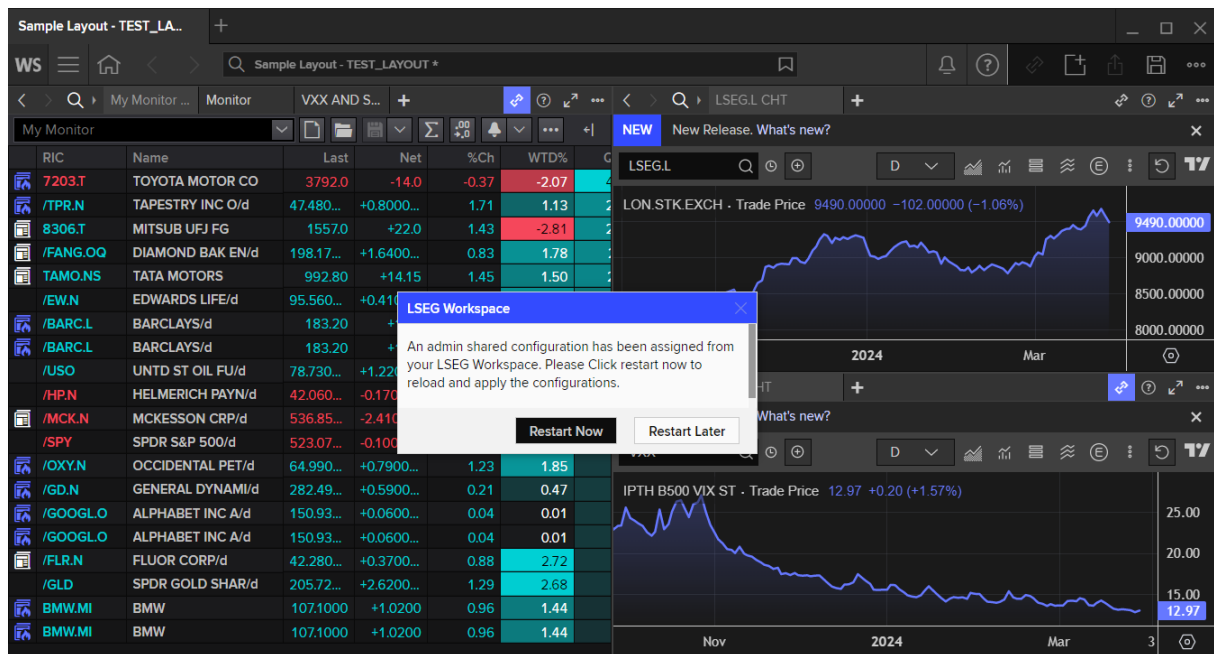 Sample Layout - TEST_LA...
WS
Sample Layout - TEST_LAYOUT *
My Monitor ...
Monitor
VXX AND S...
My Monitor
RIC Name Last Net %Ch WTD%
7203.T TOYOTA MOTOR CO 3792.0 -14.0 -0.37 -2.07
/TPR.N TAPESTRY INC O/d 47.480... +0.8000... 1.71 1.13
8306.T MITSUB UFJ FG 1557.0 +22.0 1.43 -2.81
/FANG.OQ DIAMOND BAK EN/d 198.17... +1.6400... 0.83 1.78
TAMO.NS TATA MOTORS 992.80 +14.15 1.45 1.50
/EW.N EDWARDS LIFE/d 95.560... +0.410
/BARC.L BARCLAYS/d 183.20
/BARC.L BARCLAYS/d 183.20
/USO UNTD ST OIL FU/d 78.730... +1.220
/HP.N HELMERICH PAYN/d 42.060... -0.170
/MCK.N MCKESSON CRP/d 536.85... -2.410
/SPY SPDR S&P 500/d 523.07... -0.100
/OXY.N OCCIDENTAL PET/d 64.990... +0.7900... 1.23 1.85
/GD.N GENERAL DYNAMI/d 282.49... +0.5900... 0.21 0.47
/GOOGL.O ALPHABET INC A/d 150.93... +0.0600... 0.04 0.01
/GOOGL.O ALPHABET INC A/d 150.93... +0.0600... 0.04 0.01
/FLR.N FLUOR CORP/d 42.280... +0.3700... 0.88 2.72
/GLD SPDR GOLD SHAR/d 205.72... +2.6200... 1.29 2.68
BMW.MI BMW 107.1000 +1.0200 0.96 1.44
BMW.MI BMW 107.1000 +1.0200 0.96 1.44
LSEG Workspace
An admin shared configuration has been assigned from
your LSEG Workspace. Please Click restart now to
reload and apply the configurations.
Restart Now
Restart Later
LSEG.L CHT
NEW New Release. What's new?
LSEG.L
D
LON.STK.EXCH - Trade Price 9490.00000 -102.00000 (-1.06%)
9490.00000
9000.00000
8500.00000
8000.00000
2024 Mar
What's new?
D
IPTH B500 VIX ST - Trade Price 12.97 +0.20 (+1.57%)
25.00
20.00
15.00
12.97
Nov 2024 Mar 3